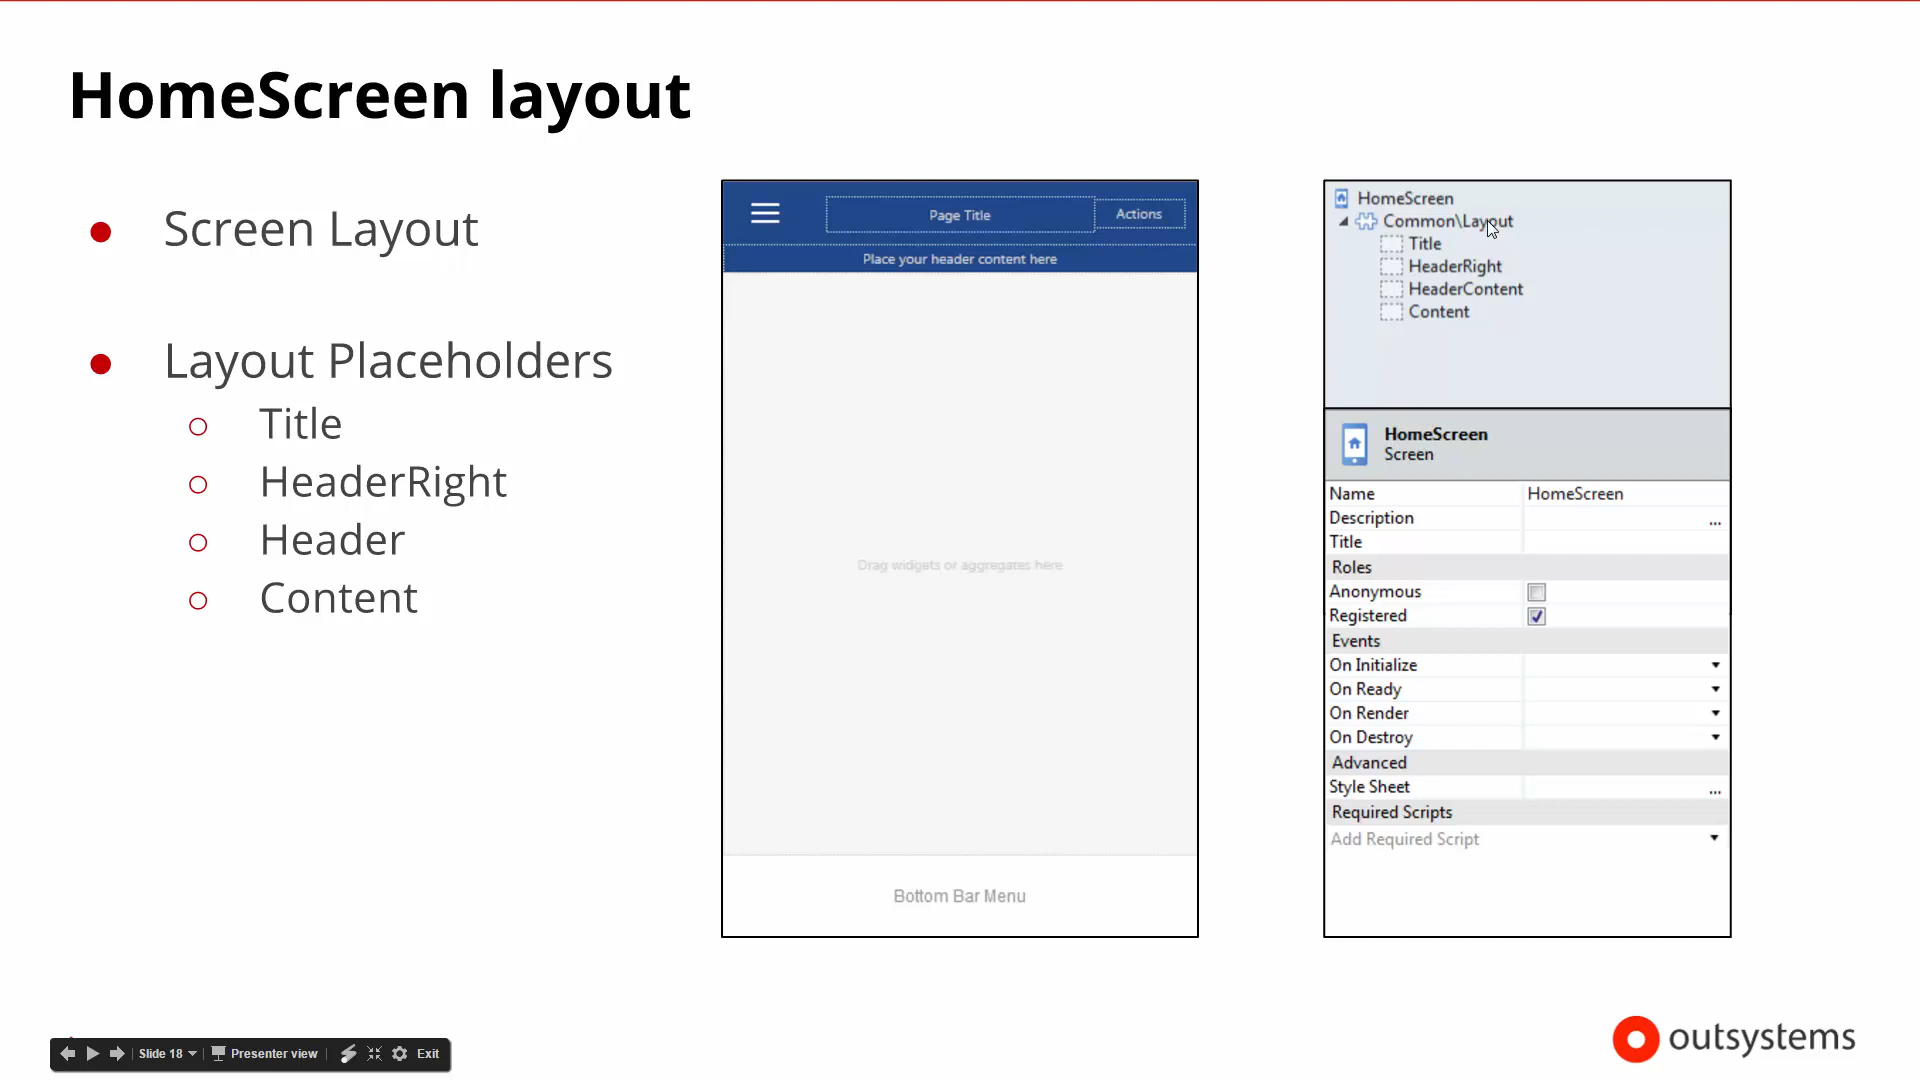 HomeScreen layout
Screen Layout
Layout Placeholders
Title
HeaderRight
Header
Content
Page Title
Actions
Place your header content here
Drag widgets or aggregates here
Bottom Bar Menu
HomeScreen
Common\Layout
Title
HeaderRight
HeaderContent
Content
HomeScreen
Screen
Name HomeScreen
Description ...
Title
Roles
Anonymous
Registered
Events
On Initialize
On Ready
On Render
On Destroy
Advanced
Style Sheet ...
Required Scripts
Add Required Script
Slide 18 Presenter view Exit
outsystems